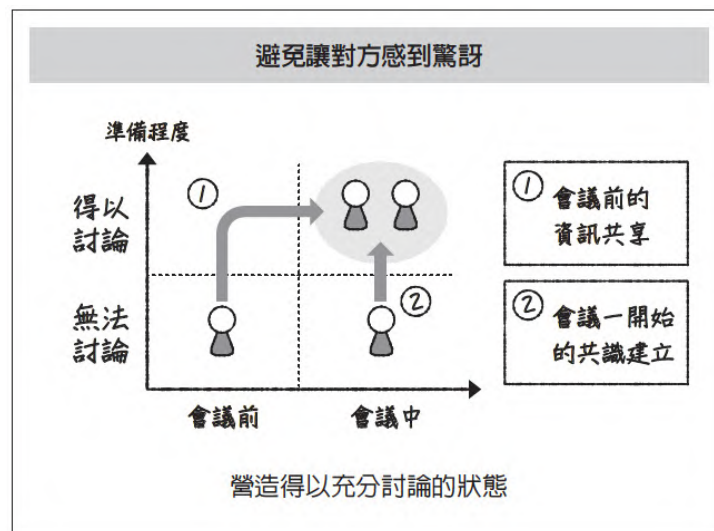 避免讓對方感到驚訝
準備程度
得以
討論
無法
討論
①
②
會議前
會議中
① 會議前的
資訊共享
② 會議一開始
的共識建立
營造得以充分討論的狀態